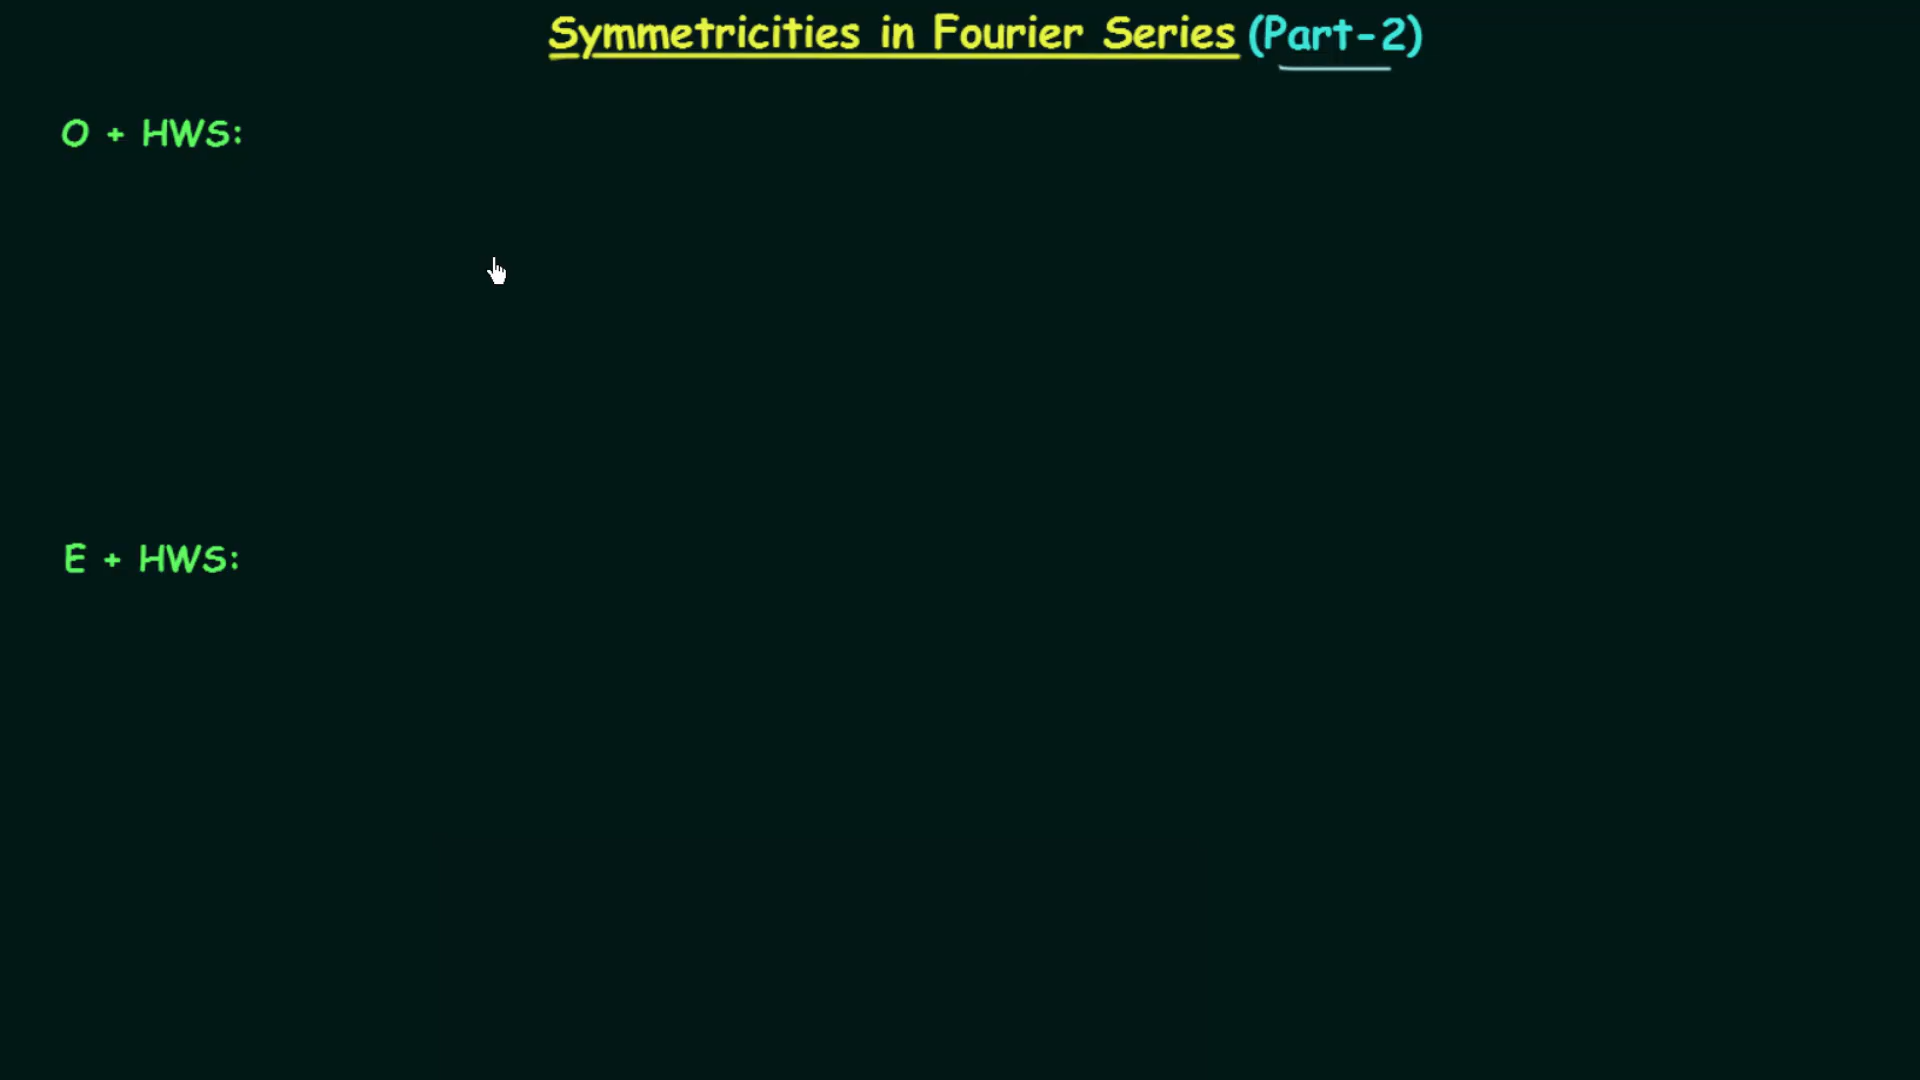 Symmetricities in Fourier Series (Part-2)
O + HWS:
E + HWS: